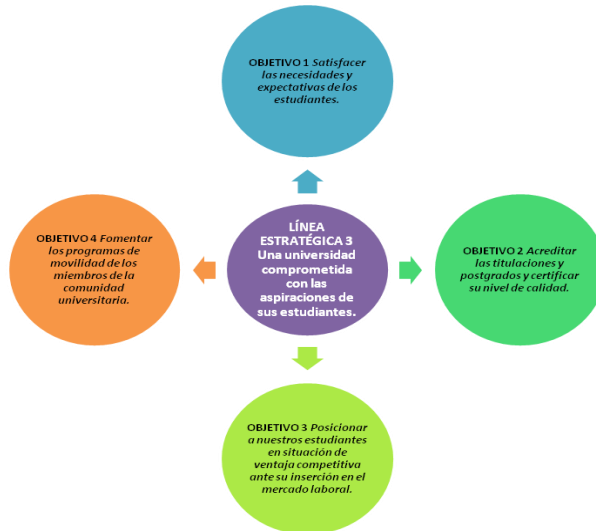 OBJETIVO 1 Satisfacer
las necesidades y
expectativas de los
estudiantes.
OBJETIVO 4 Fomentar
los programas de
movilidad de los
miembros de la
comunidad
universitaria.
LÍNEA
ESTRATÉGICA 3
Una universidad
comprometida
con las
aspiraciones de
sus estudiantes.
OBJETIVO 2 Acreditar
las titulaciones y
postgrados y certificar
su nivel de calidad.
OBJETIVO 3 Posicionar
a nuestros estudiantes
en situación de
ventaja competitiva
ante su inserción en el
mercado laboral.